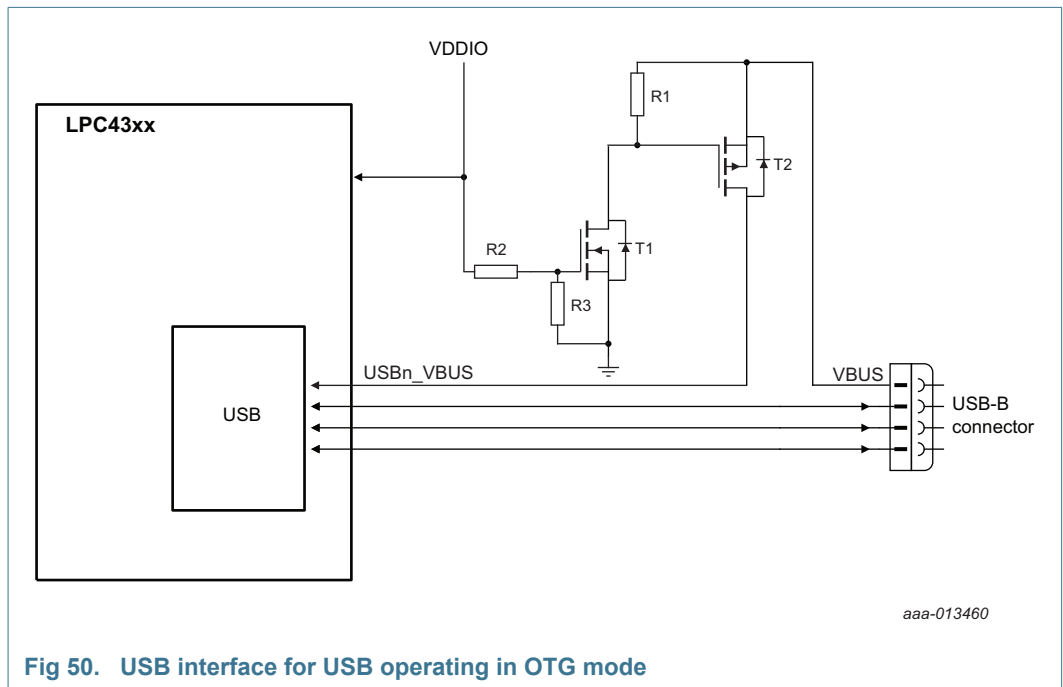 VDDIO
R1
LPC43xx
T2
R2
T1
R3
USBn_VBUS
VBUS
USB
USB-B
connector
aaa-013460
Fig 50. USB interface for USB operating in OTG mode